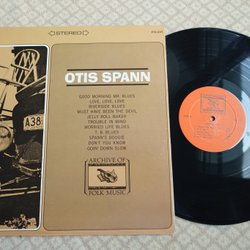 STEREO
OTIS SPANN
GOOD MORNING MR. BLUES
LOVE, LOVE, LOVE
RIVERSIDE BLUES
MUST HAVE BEEN THE DEVIL
JELLY ROLL BAKER
TROUBLE IN MIND
WORRIED LIFE BLUES
T. B. BLUES
SPANN'S BOOGIE
DON'T YOU KNOW
GOIN' DOWN SLOW
ARCHIVE OF
FOLK MUSIC
A38